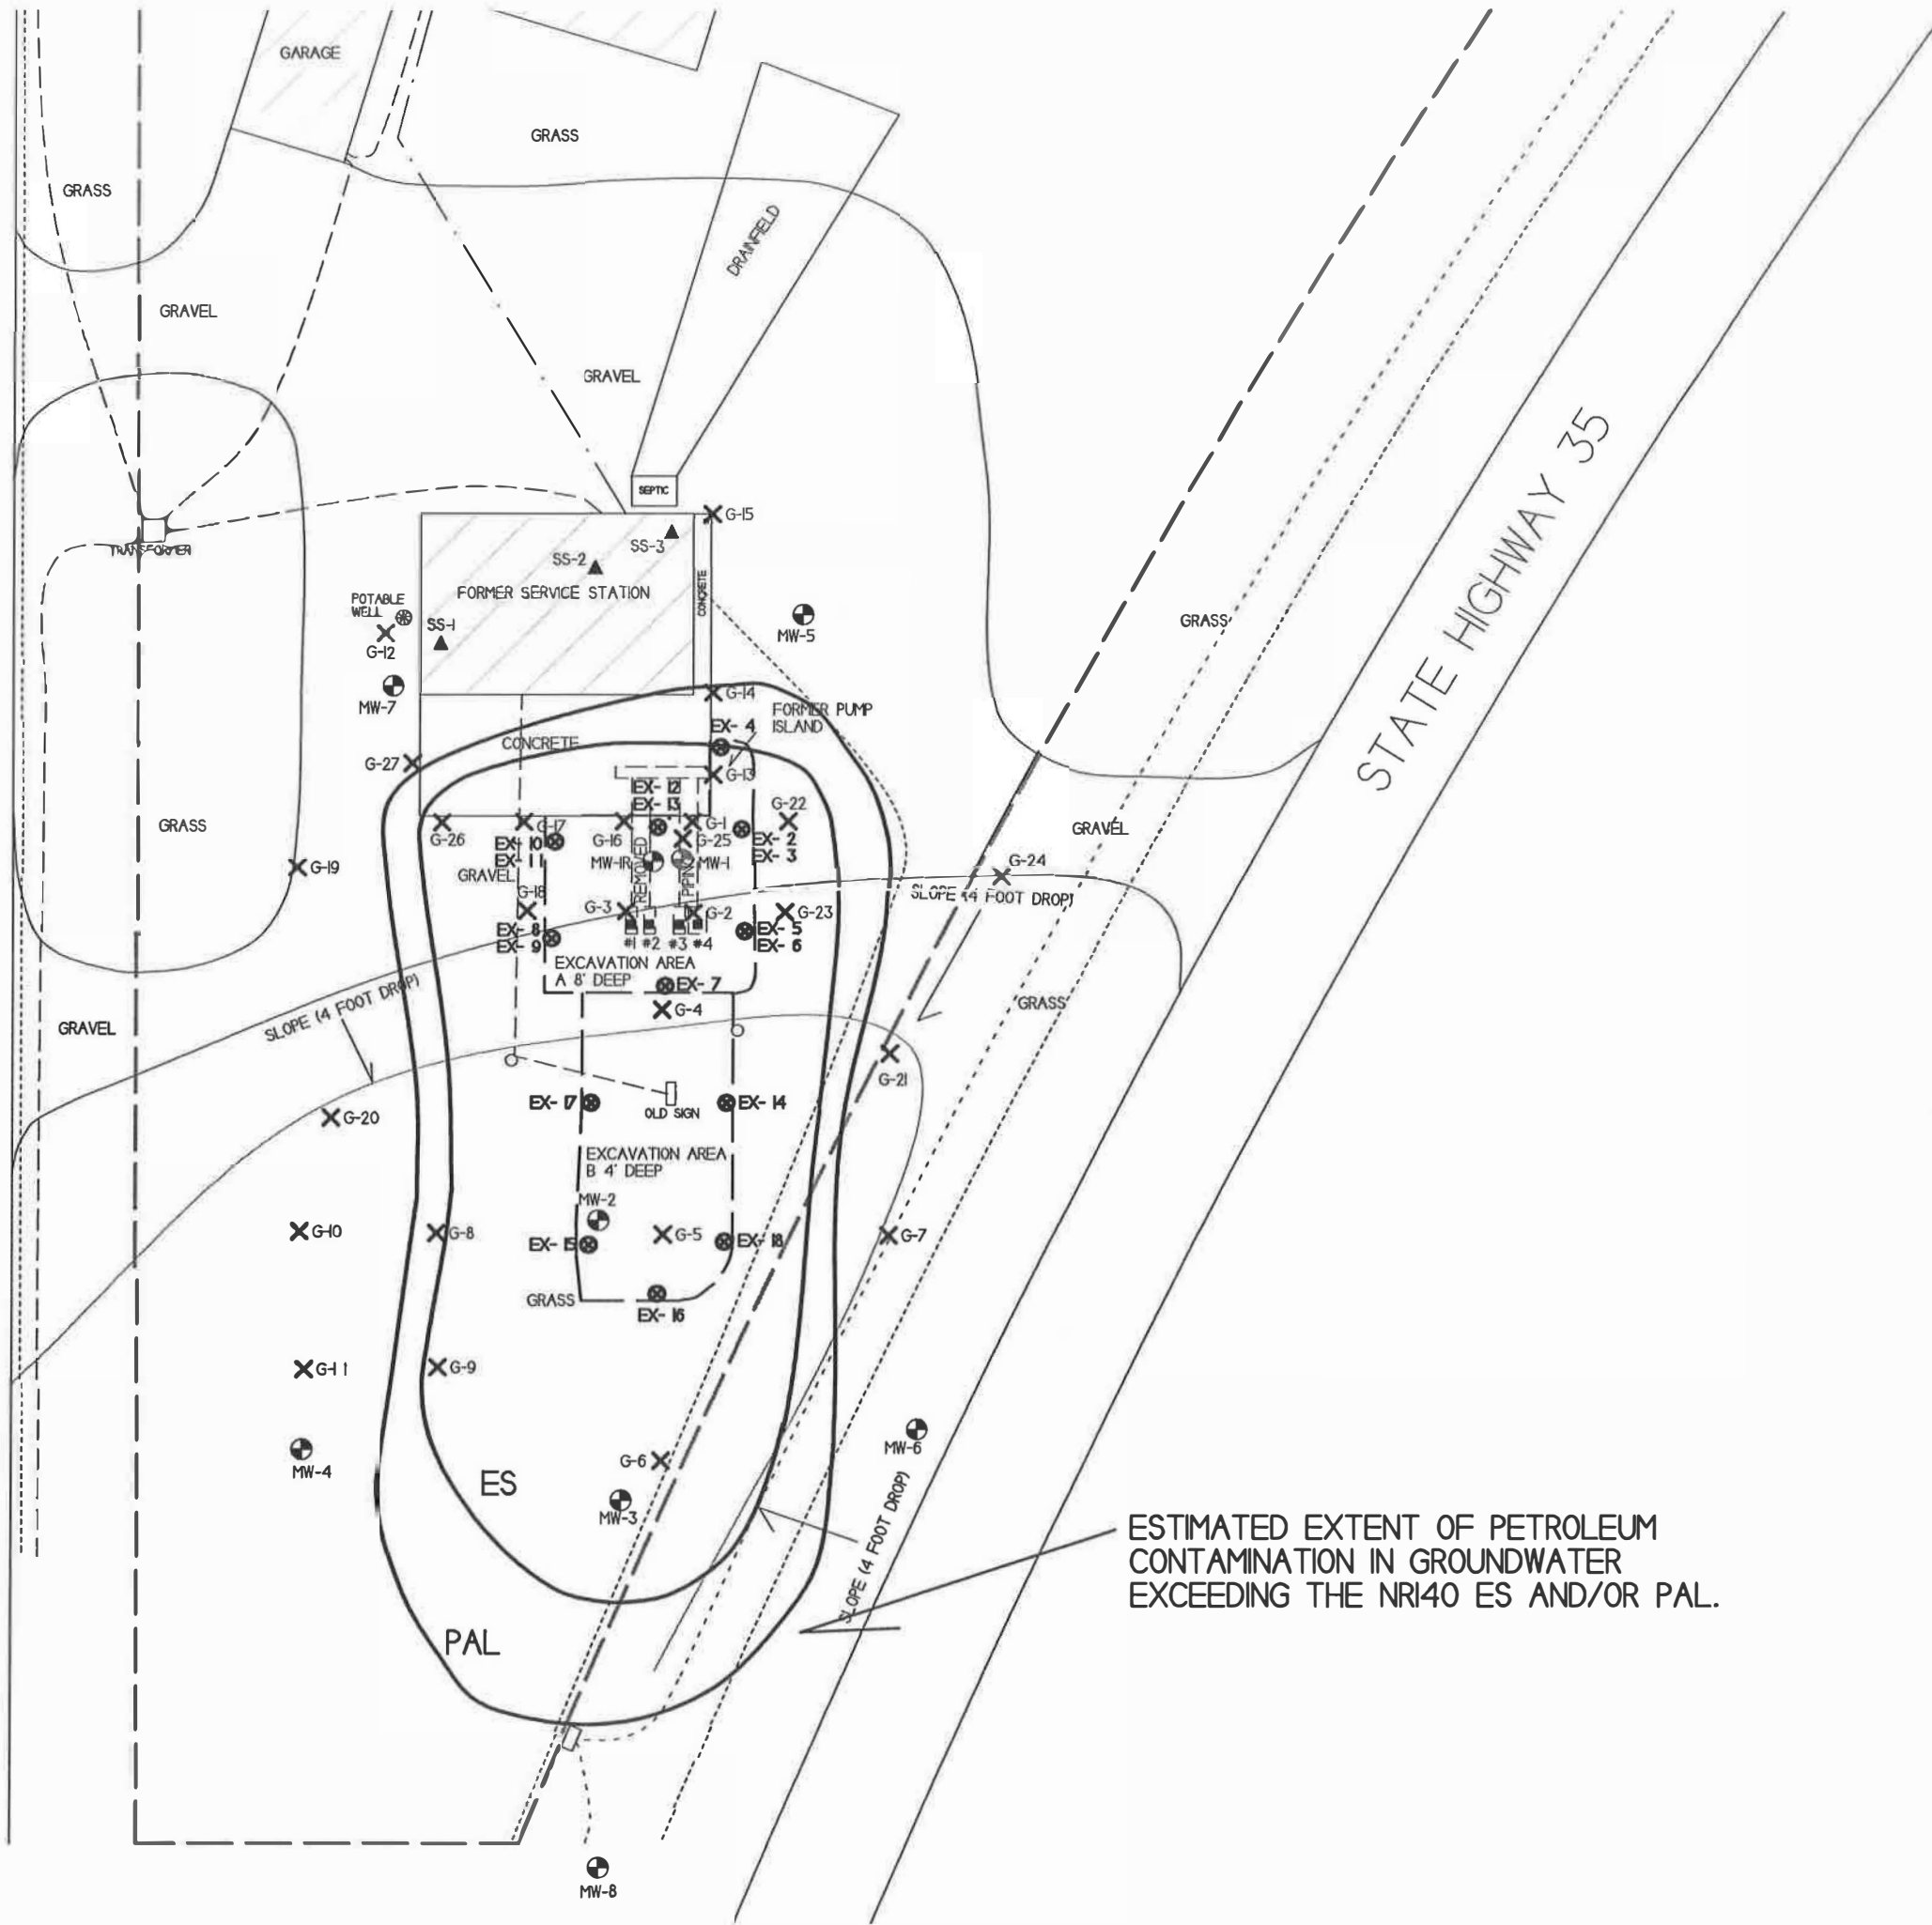 GARAGE
GRASS
GRASS
DRAINFIELD
GRAVEL
GRAVEL
STATE HIGHWAY 35
SEPTIC
G-15
TRANSFORMER
SS-3
SS-2
FORMER SERVICE STATION
CONCRETE
POTABLE
WELL
SS-1
G-12
MW-5
GRASS
MW-7
G-14
FORMER PUMP
ISLAND
EX- 4
CONCRETE
G-27
G-13
EX- 12
EX- 13
G-22
GRASS
G-26
G-17
G-16
G-1
G-25
EX- 2
EX- 3
GRAVEL
EX- 10
EX- 11
MW-1R
REMOVED
PIPING
MW-1
G-19
GRAVEL
G-24
SLOPE (4 FOOT DROP)
G-18
G-3
G-2
G-23
EX- 8
EX- 9
#1 #2 #3 #4
EX- 5
EX- 6
EXCAVATION AREA
A 8' DEEP
EX- 7
G-4
SLOPE (4 FOOT DROP)
GRAVEL
GRASS
G-21
EX- 17
OLD SIGN
EX- 14
G-20
EXCAVATION AREA
B 4' DEEP
MW-2
G-10
G-8
G-5
EX- 15
EX- 18
G-7
GRASS
EX- 16
G-11
G-9
MW-4
MW-6
G-6
ES
MW-3
SLOPE (4 FOOT DROP)
ESTIMATED EXTENT OF PETROLEUM
CONTAMINATION IN GROUNDWATER
EXCEEDING THE NR140 ES AND/OR PAL.
PAL
MW-8